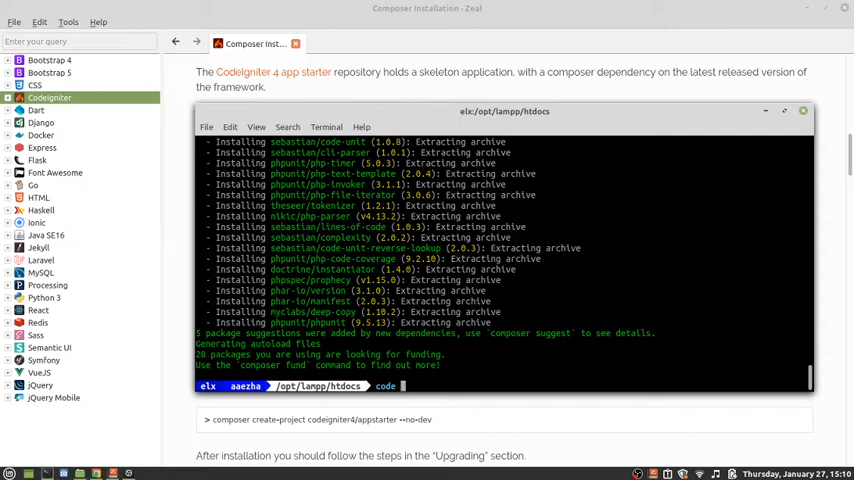 Composer Installation - Zeal
File Edit Tools Help
Enter your query
Composer Inst...
Bootstrap 4
Bootstrap 5
CSS
CodeIgniter
Dart
Django
Docker
Express
Flask
Font Awesome
Go
HTML
Haskell
Ionic
Java SE16
Jekyll
Laravel
MySQL
Processing
Python 3
React
Redis
Sass
Semantic UI
Symfony
VueJS
jQuery
jQuery Mobile
The CodeIgniter 4 app starter repository holds a skeleton application, with a composer dependency on the latest released version of
the framework.
elx:/opt/lampp/htdocs
File Edit View Search Terminal Help
- Installing sebastian/code-unit (1.0.8): Extracting archive
- Installing sebastian/cli-parser (1.0.1): Extracting archive
- Installing phpunit/php-timer (5.0.3): Extracting archive
- Installing phpunit/php-text-template (2.0.4): Extracting archive
- Installing phpunit/php-invoker (3.1.1): Extracting archive
- Installing phpunit/php-file-iterator (3.0.6): Extracting archive
- Installing theseer/tokenizer (1.2.1): Extracting archive
- Installing nikic/php-parser (v4.13.2): Extracting archive
- Installing sebastian/lines-of-code (1.0.3): Extracting archive
- Installing sebastian/complexity (2.0.2): Extracting archive
- Installing sebastian/code-unit-reverse-lookup (2.0.3): Extracting archive
- Installing phpunit/php-code-coverage (9.2.10): Extracting archive
- Installing doctrine/instantiator (1.4.0): Extracting archive
- Installing phpspec/prophecy (v1.15.0): Extracting archive
- Installing phar-io/version (3.1.0): Extracting archive
- Installing phar-io/manifest (2.0.3): Extracting archive
- Installing myclabs/deep-copy (1.10.2): Extracting archive
- Installing phpunit/phpunit (9.5.13): Extracting archive
5 package suggestions were added by new dependencies, use `composer suggest` to see details.
Generating autoload files
28 packages you are using are looking for funding.
Use the `composer fund` command to find out more!
elx aaezha /opt/lampp/htdocs code
> composer create-project codeigniter4/appstarter --no-dev
After installation you should follow the steps in the “Upgrading” section.
Thursday, January 27, 15:10